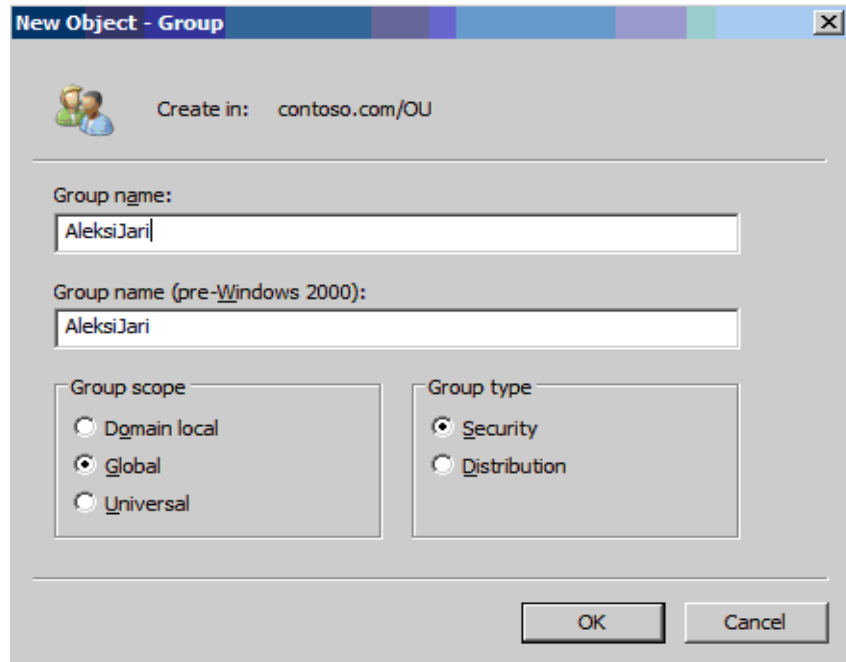 New Object - Group
Create in: contoso.com/OU
Group name:
AleksiJari
Group name (pre-Windows 2000):
AleksiJari
Group scope
Domain local
Global
Universal
Group type
Security
Distribution
OK
Cancel